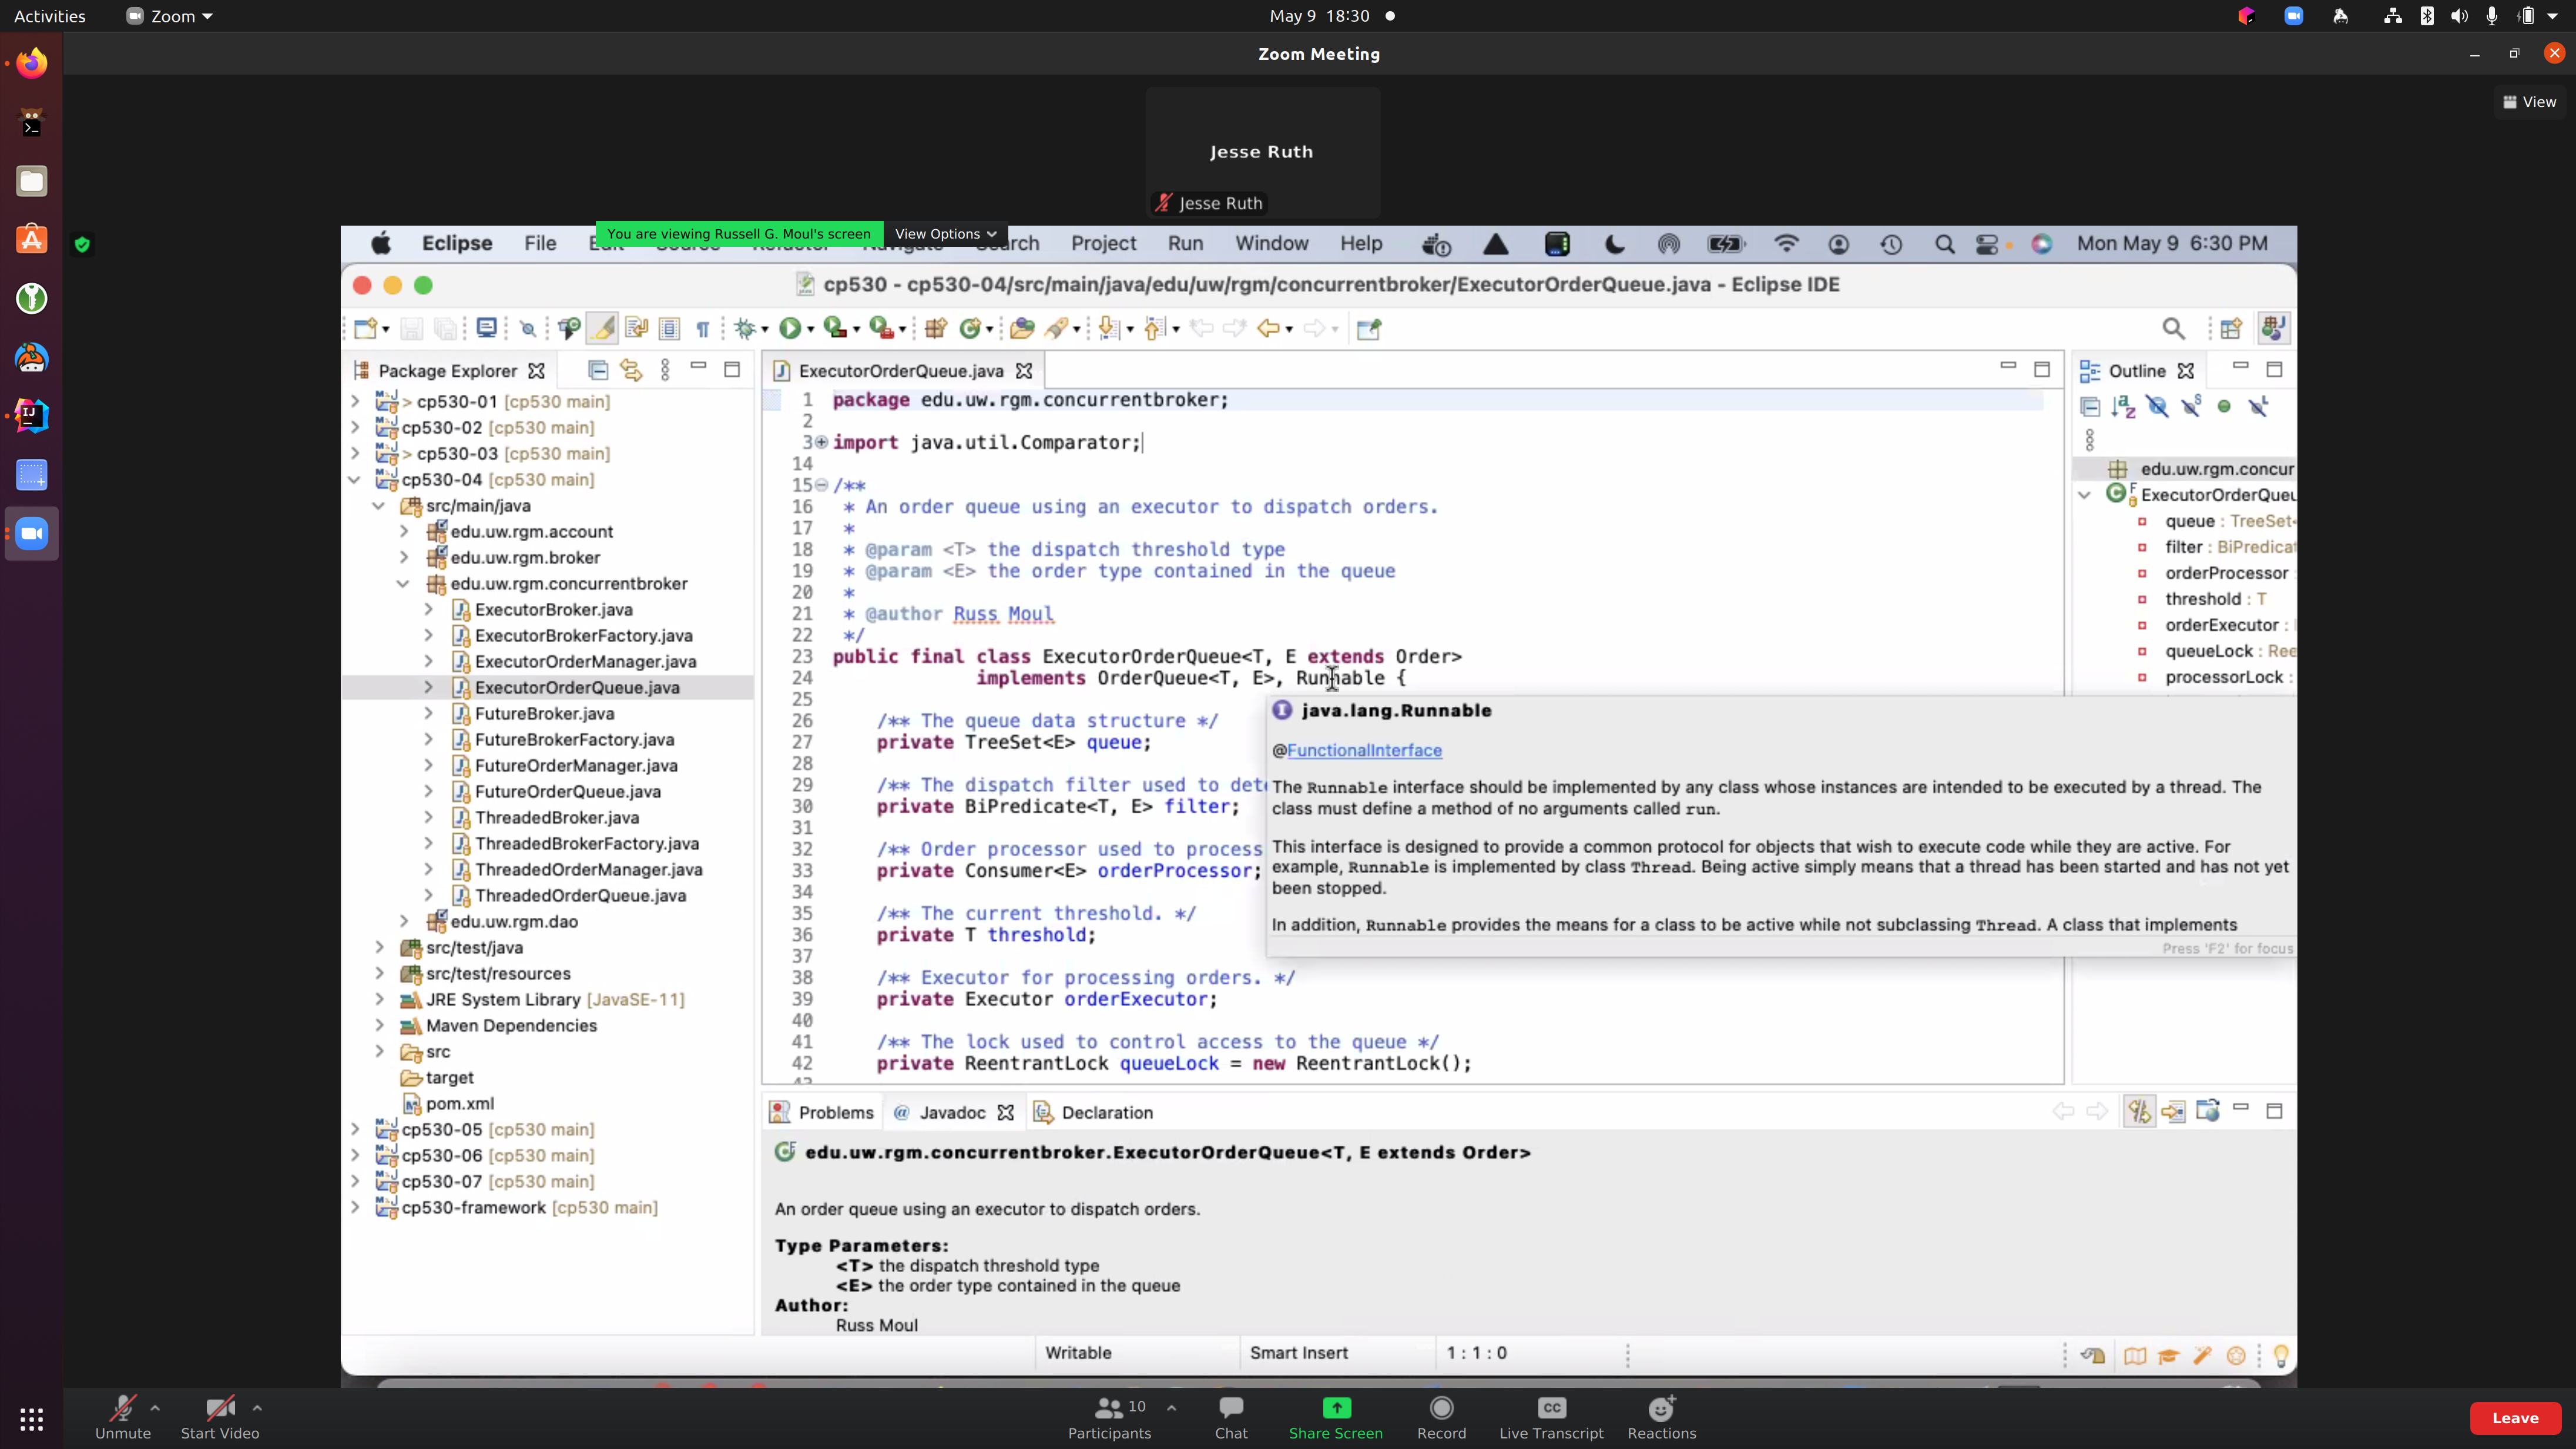 Activities
Zoom
May 9 18:30
Zoom Meeting
View
Jesse Ruth
Jesse Ruth
You are viewing Russell G. Moul's screen
View Options
Eclipse File Edit Source Refactor Navigate Search Project Run Window Help
Mon May 9 6:30 PM
cp530 - cp530-04/src/main/java/edu/uw/rgm/concurrentbroker/ExecutorOrderQueue.java - Eclipse IDE
Package Explorer
> cp530-01 [cp530 main]
cp530-02 [cp530 main]
> cp530-03 [cp530 main]
cp530-04 [cp530 main]
src/main/java
edu.uw.rgm.account
edu.uw.rgm.broker
edu.uw.rgm.concurrentbroker
ExecutorBroker.java
ExecutorBrokerFactory.java
ExecutorOrderManager.java
ExecutorOrderQueue.java
FutureBroker.java
FutureBrokerFactory.java
FutureOrderManager.java
FutureOrderQueue.java
ThreadedBroker.java
ThreadedBrokerFactory.java
ThreadedOrderManager.java
ThreadedOrderQueue.java
edu.uw.rgm.dao
src/test/java
src/test/resources
JRE System Library [JavaSE-11]
Maven Dependencies
src
target
pom.xml
cp530-05 [cp530 main]
cp530-06 [cp530 main]
cp530-07 [cp530 main]
cp530-framework [cp530 main]
ExecutorOrderQueue.java
1 package edu.uw.rgm.concurrentbroker;
2
3 import java.util.Comparator;
14
15 /**
16 * An order queue using an executor to dispatch orders.
17 *
18 * @param <T> the dispatch threshold type
19 * @param <E> the order type contained in the queue
20 *
21 * @author Russ Moul
22 */
23 public final class ExecutorOrderQueue<T, E extends Order>
24 implements OrderQueue<T, E>, Runnable {
25
26 /** The queue data structure */
27 private TreeSet<E> queue;
28
29 /** The dispatch filter used to dete
30 private BiPredicate<T, E> filter;
31
32 /** Order processor used to process
33 private Consumer<E> orderProcessor;
34
35 /** The current threshold. */
36 private T threshold;
37
38 /** Executor for processing orders. */
39 private Executor orderExecutor;
40
41 /** The lock used to control access to the queue */
42 private ReentrantLock queueLock = new ReentrantLock();
java.lang.Runnable
@FunctionalInterface
The Runnable interface should be implemented by any class whose instances are intended to be executed by a thread. The
class must define a method of no arguments called run.
This interface is designed to provide a common protocol for objects that wish to execute code while they are active. For
example, Runnable is implemented by class Thread. Being active simply means that a thread has been started and has not yet
been stopped.
In addition, Runnable provides the means for a class to be active while not subclassing Thread. A class that implements
Press 'F2' for focus
Outline
edu.uw.rgm.concur
ExecutorOrderQueu
queue : TreeSet<
filter : BiPredicat
orderProcessor :
threshold : T
orderExecutor :
queueLock : Ree
processorLock :
Problems
@ Javadoc
Declaration
edu.uw.rgm.concurrentbroker.ExecutorOrderQueue<T, E extends Order>
An order queue using an executor to dispatch orders.
Type Parameters:
<T> the dispatch threshold type
<E> the order type contained in the queue
Author:
Russ Moul
Writable
Smart Insert
1 : 1 : 0
Unmute
Start Video
Participants 10
Chat
Share Screen
Record
CC
Live Transcript
Reactions
Leave